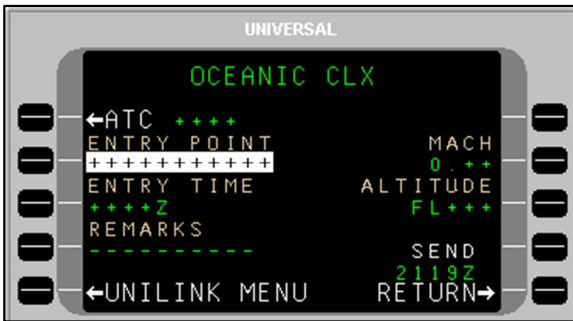 UNIVERSAL
OCEANIC CLX
←ATC ++++
ENTRY POINT MACH
+++++++++++ 0.++
ENTRY TIME ALTITUDE
++++Z FL+++
REMARKS
---------- SEND
2119Z
←UNILINK MENU RETURN→